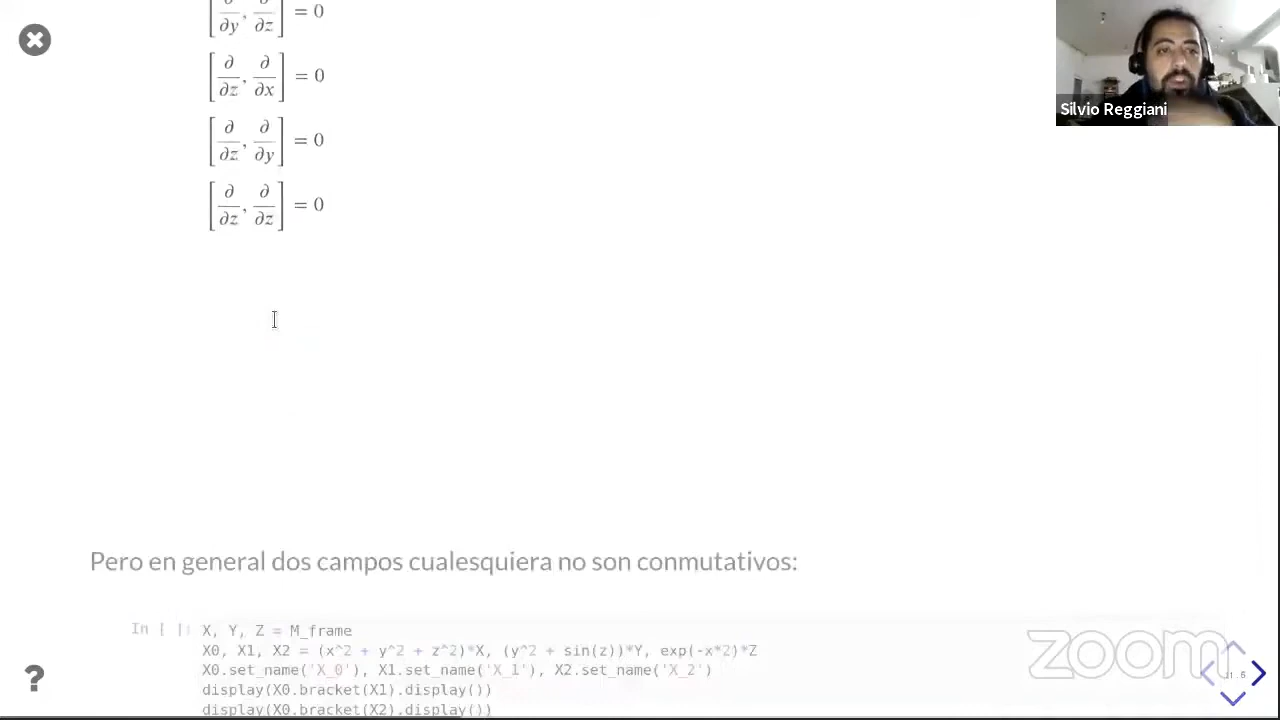 [∂/∂y, ∂/∂z] = 0
[∂/∂z, ∂/∂x] = 0
[∂/∂z, ∂/∂y] = 0
[∂/∂z, ∂/∂z] = 0
Silvio Reggiani
Pero en general dos campos cualesquiera no son conmutativos:
In [ ]: X, Y, Z = M_frame
X0, X1, X2 = (x^2 + y^2 + z^2)*X, (y^2 + sin(z))*Y, exp(-x*2)*Z
X0.set_name('X_0'), X1.set_name('X_1'), X2.set_name('X_2')
display(X0.bracket(X1).display())
display(X0.bracket(X2).display())
zoom
?